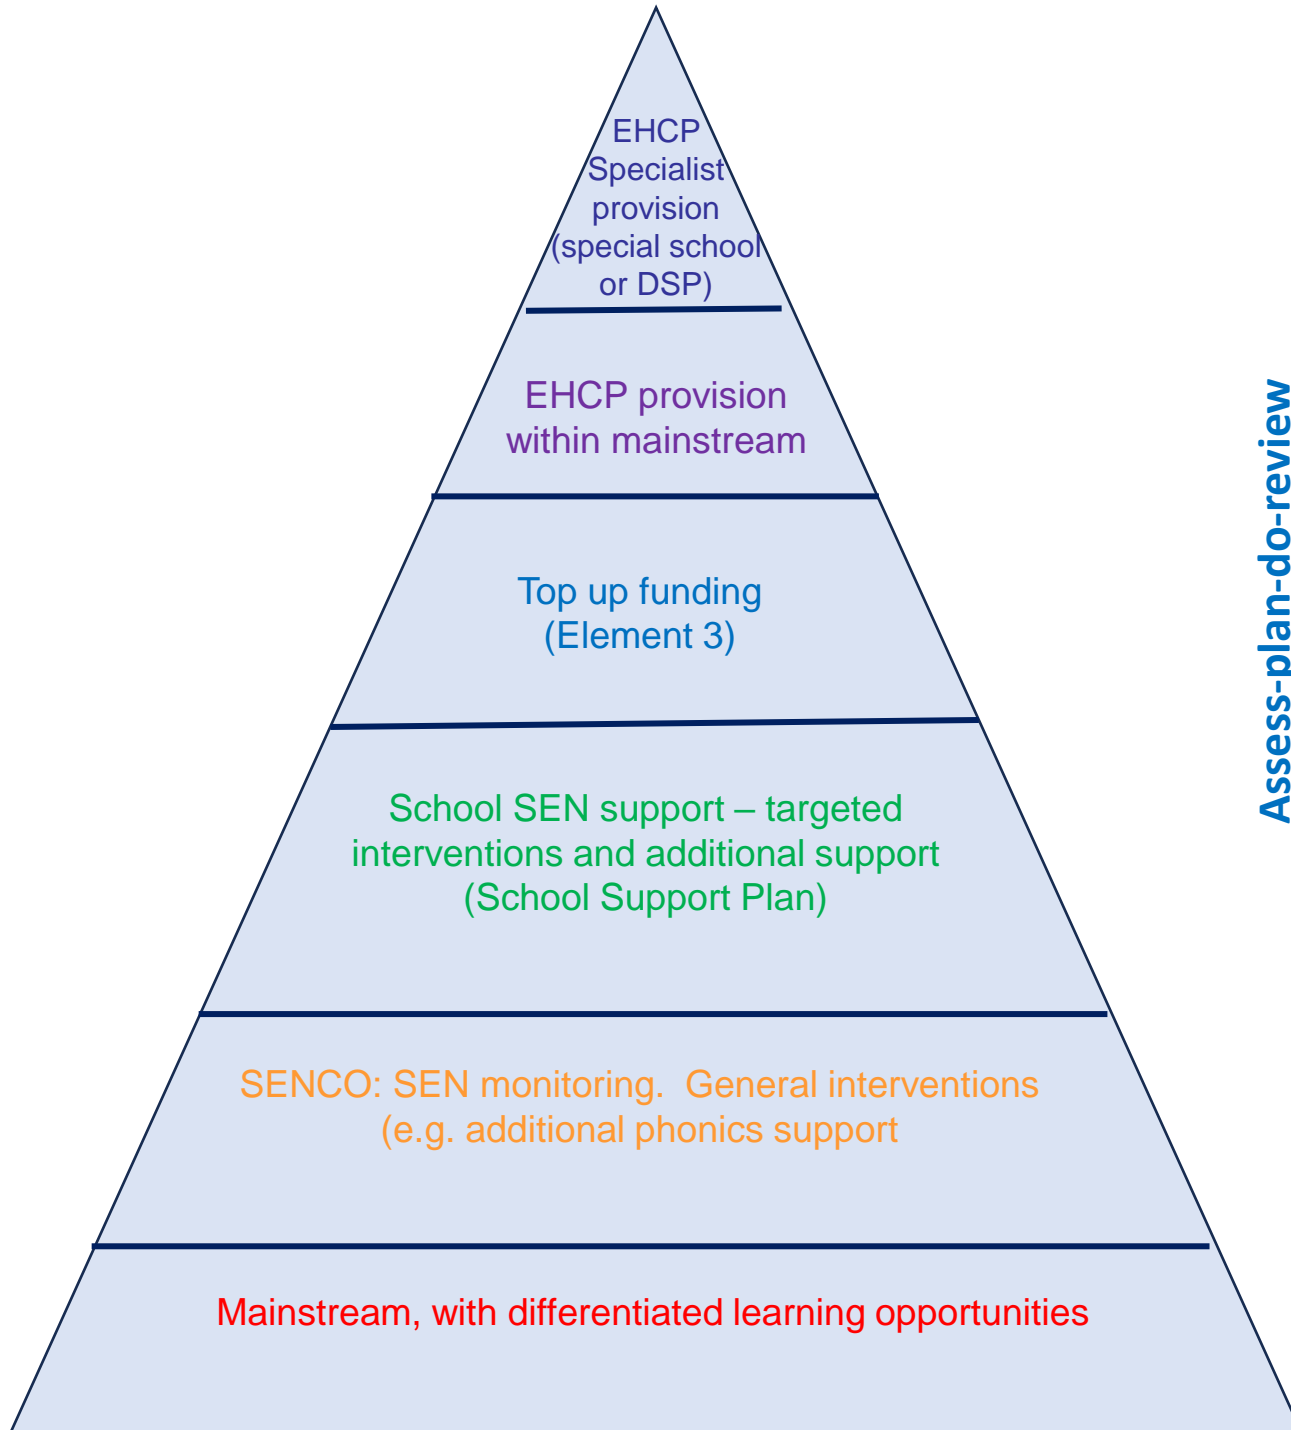 EHCP
Specialist
provision
(special school
or DSP)
EHCP provision
within mainstream
Top up funding
(Element 3)
School SEN support – targeted
interventions and additional support
(School Support Plan)
SENCO: SEN monitoring.  General interventions
(e.g. additional phonics support
Mainstream, with differentiated learning opportunities
Assess-plan-do-review